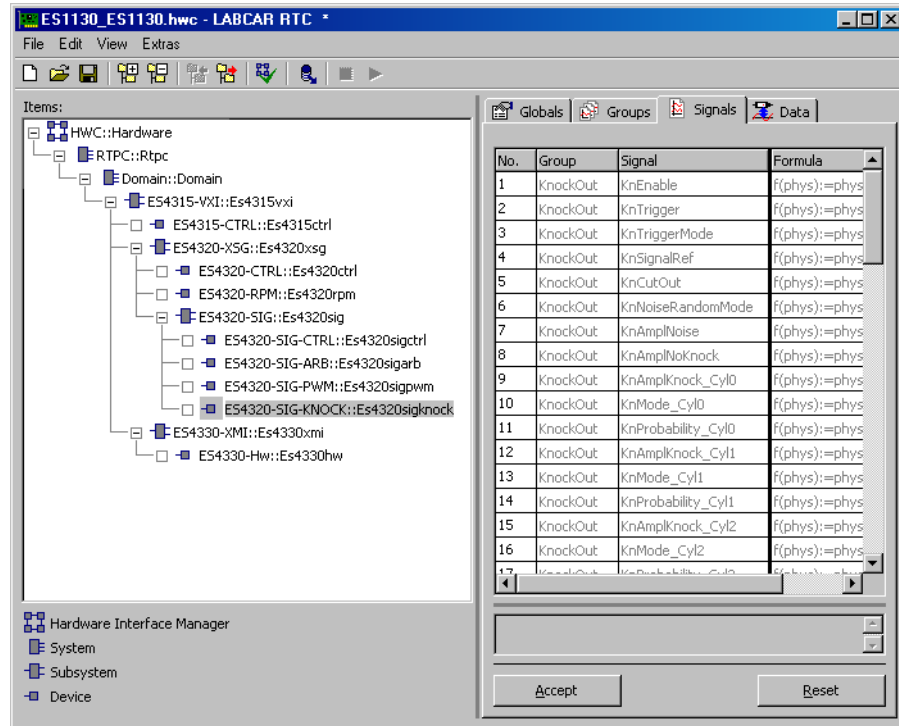 ES1130_ES1130.hwc - LABCAR RTC *
File Edit View Extras
Items:
HWC::Hardware
RTPC::Rtpc
Domain::Domain
ES4315-VXI::Es4315vxi
ES4315-CTRL::Es4315ctrl
ES4320-XSG::Es4320xsg
ES4320-CTRL::Es4320ctrl
ES4320-RPM::Es4320rpm
ES4320-SIG::Es4320sig
ES4320-SIG-CTRL::Es4320sigctrl
ES4320-SIG-ARB::Es4320sigarb
ES4320-SIG-PWM::Es4320sigpwm
ES4320-SIG-KNOCK::Es4320sigknock
ES4330-XMI::Es4330xmi
ES4330-Hw::Es4330hw
Hardware Interface Manager
System
Subsystem
Device
Globals Groups Signals Data
No. Group Signal Formula
1 KnockOut KnEnable f(phys):=phys
2 KnockOut KnTrigger f(phys):=phys
3 KnockOut KnTriggerMode f(phys):=phys
4 KnockOut KnSignalRef f(phys):=phys
5 KnockOut KnCutOut f(phys):=phys
6 KnockOut KnNoiseRandomMode f(phys):=phys
7 KnockOut KnAmplNoise f(phys):=phys
8 KnockOut KnAmplNoKnock f(phys):=phys
9 KnockOut KnAmplKnock_Cyl0 f(phys):=phys
10 KnockOut KnMode_Cyl0 f(phys):=phys
11 KnockOut KnProbability_Cyl0 f(phys):=phys
12 KnockOut KnAmplKnock_Cyl1 f(phys):=phys
13 KnockOut KnMode_Cyl1 f(phys):=phys
14 KnockOut KnProbability_Cyl1 f(phys):=phys
15 KnockOut KnAmplKnock_Cyl2 f(phys):=phys
16 KnockOut KnMode_Cyl2 f(phys):=phys
17 KnockOut KnProbability_Cyl2 f(phys):=phys
Accept Reset